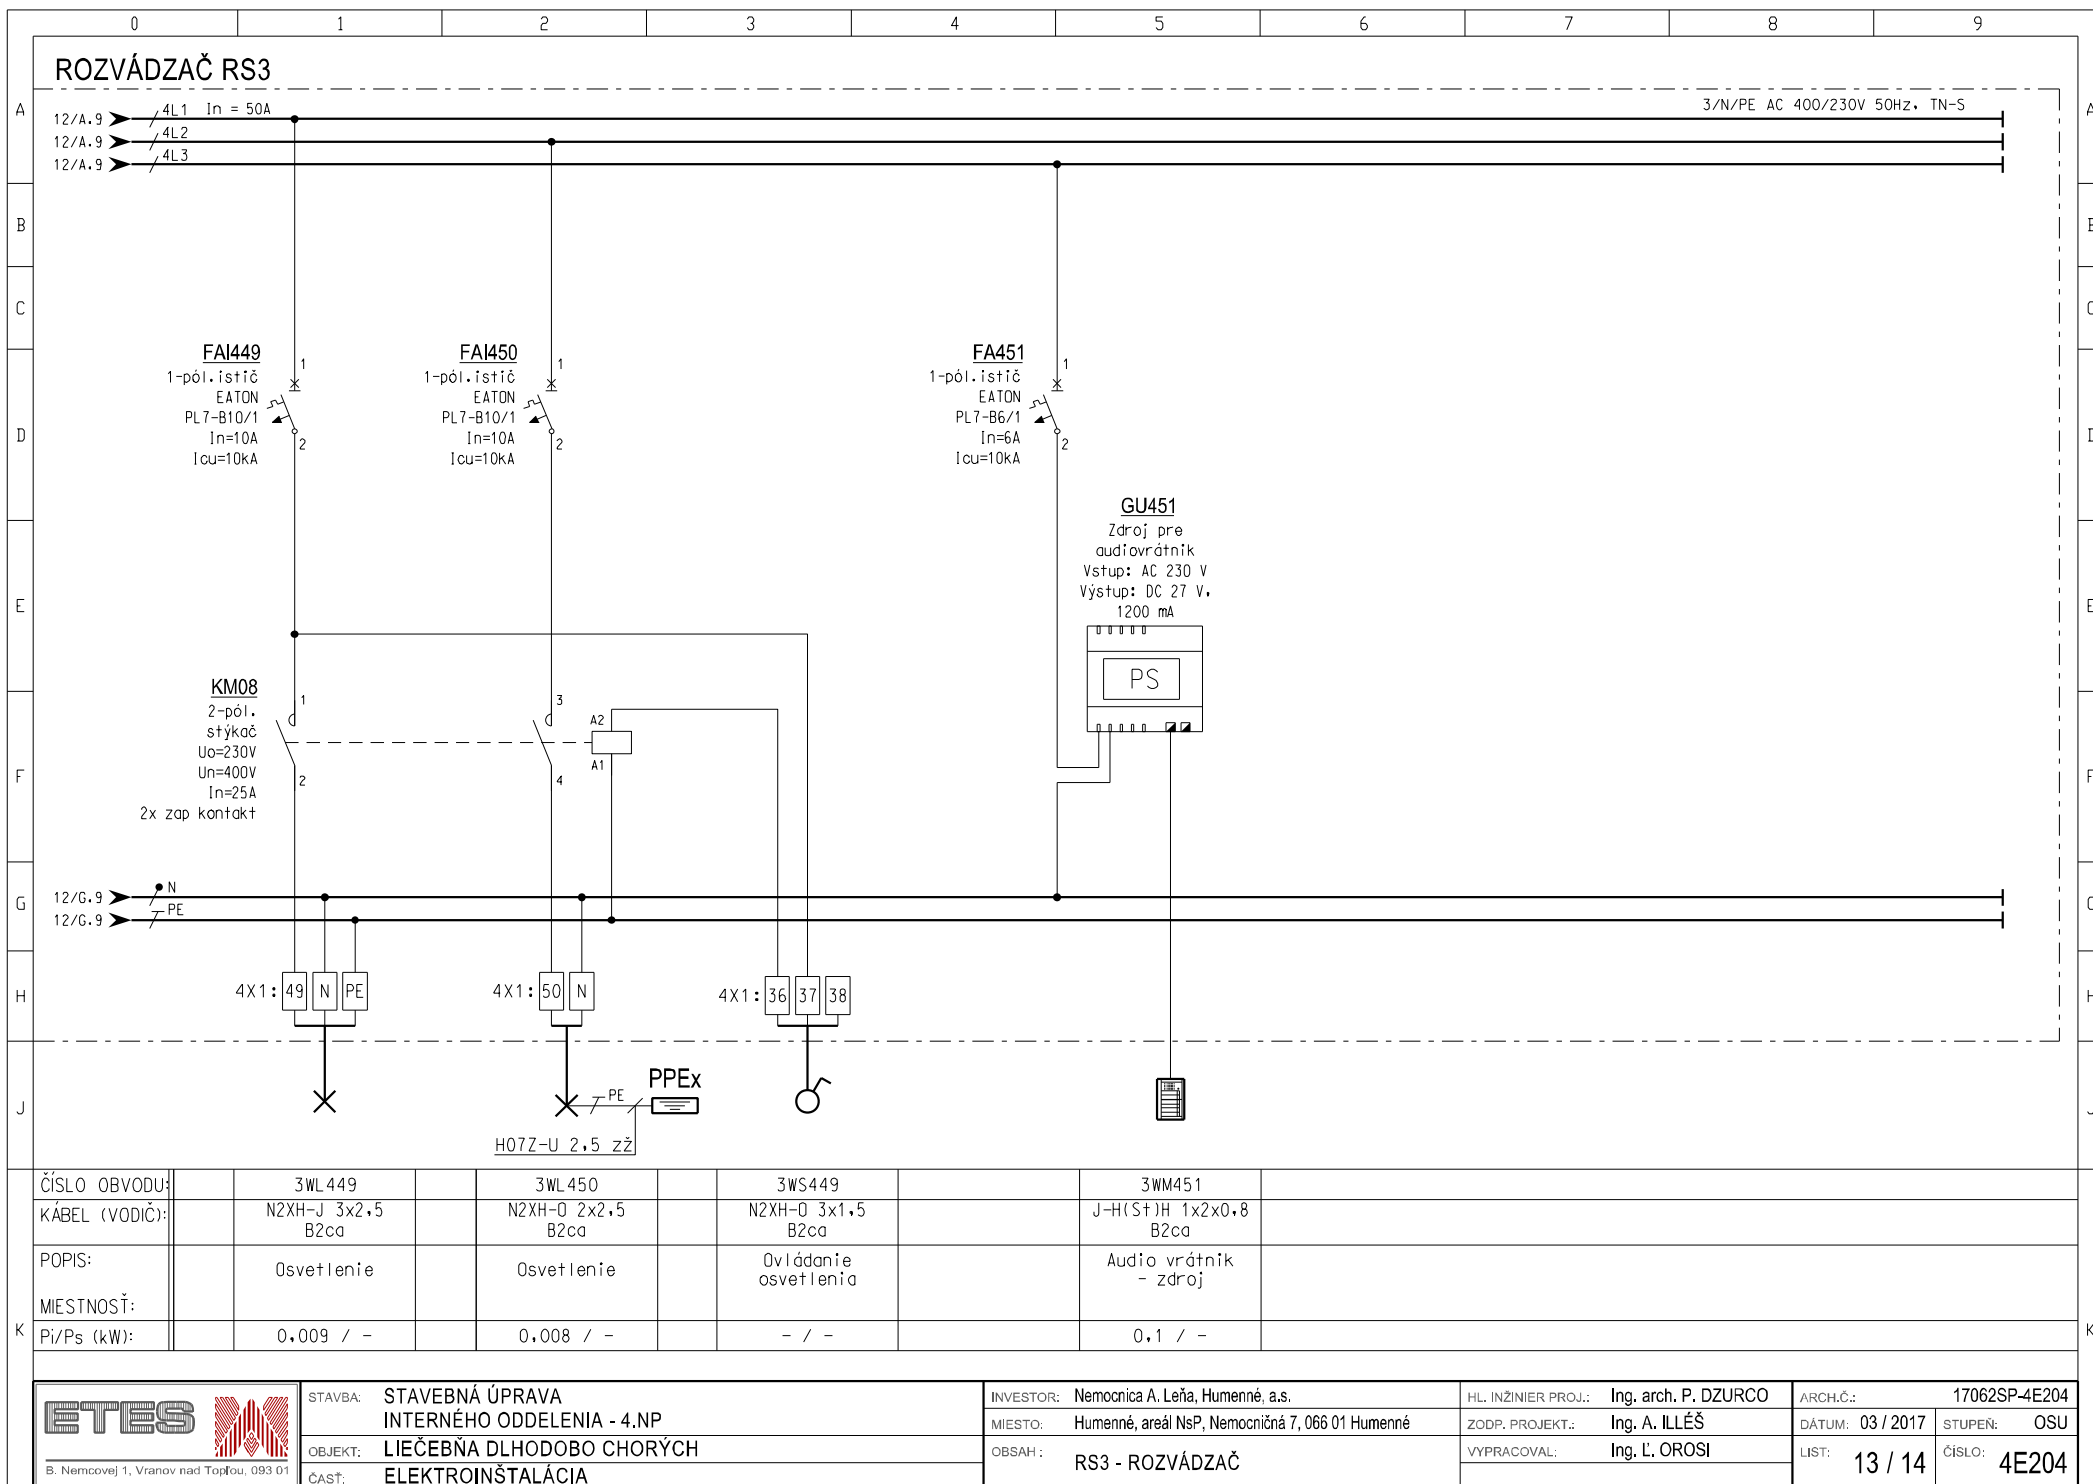 0 1 2 3 4 5 6 7 8 9
ROZVÁDZAČ RS3
A
12/A.9 4L1 In = 50A 3/N/PE AC 400/230V 50Hz, TN-S
12/A.9 4L2
12/A.9 4L3
B
C
D
FAI449
1-pól.istič
EATON
PL7-B10/1
In=10A
Icu=10kA
1
2
FAI450
1-pól.istič
EATON
PL7-B10/1
In=10A
Icu=10kA
1
2
FA451
1-pól.istič
EATON
PL7-B6/1
In=6A
Icu=10kA
1
2
GU451
Zdroj pre
audiovrátnik
Vstup: AC 230 V
Výstup: DC 27 V,
1200 mA
PS
E
KM08
2-pól.
stýkač
Uo=230V
Un=400V
In=25A
2x zap kontakt
1
2
3
4
A2
A1
F
G
12/G.9 N
12/G.9 PE
H
4X1: 49 N PE
4X1: 50 N
4X1: 36 37 38
J
PE
PPEx
H07Z-U 2,5 zž
ČÍSLO OBVODU: 3WL449 3WL450 3WS449 3WM451
KÁBEL (VODIČ): N2XH-J 3x2,5 N2XH-O 2x2,5 N2XH-O 3x1,5 J-H(St)H 1x2x0,8
B2ca B2ca B2ca B2ca
POPIS: Osvetlenie Osvetlenie Ovládanie osvetlenia Audio vrátnik - zdroj
MIESTNOSŤ:
K
Pi/Ps (kW): 0,009 / - 0,008 / - - / - 0,1 / -
ETES
B. Nemcovej 1, Vranov nad Topľou, 093 01
STAVBA: STAVEBNÁ ÚPRAVA
INTERNÉHO ODDELENIA - 4.NP
OBJEKT: LIEČEBŇA DLHODOBO CHORÝCH
ČASŤ: ELEKTROINŠTALÁCIA
INVESTOR: Nemocnica A. Leňa, Humenné, a.s.
MIESTO: Humenné, areál NsP, Nemocničná 7, 066 01 Humenné
OBSAH : RS3 - ROZVÁDZAČ
HL. INŽINIER PROJ.: Ing. arch. P. DZURCO
ZODP. PROJEKT.: Ing. A. ILLÉŠ
VYPRACOVAL: Ing. Ľ. OROSI
ARCH.Č.: 17062SP-4E204
DÁTUM: 03 / 2017 STUPEŇ: OSU
LIST: 13 / 14 ČÍSLO: 4E204